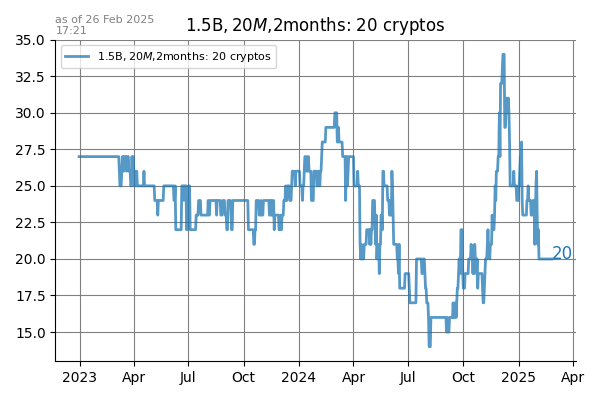 as of 26 Feb 2025
17:21
1.5B, 20M,2months: 20 cryptos
1.5B, 20M,2months: 20 cryptos
35.0
32.5
30.0
27.5
25.0
22.5
20.0
17.5
15.0
20
2023 Apr Jul Oct 2024 Apr Jul Oct 2025 Apr